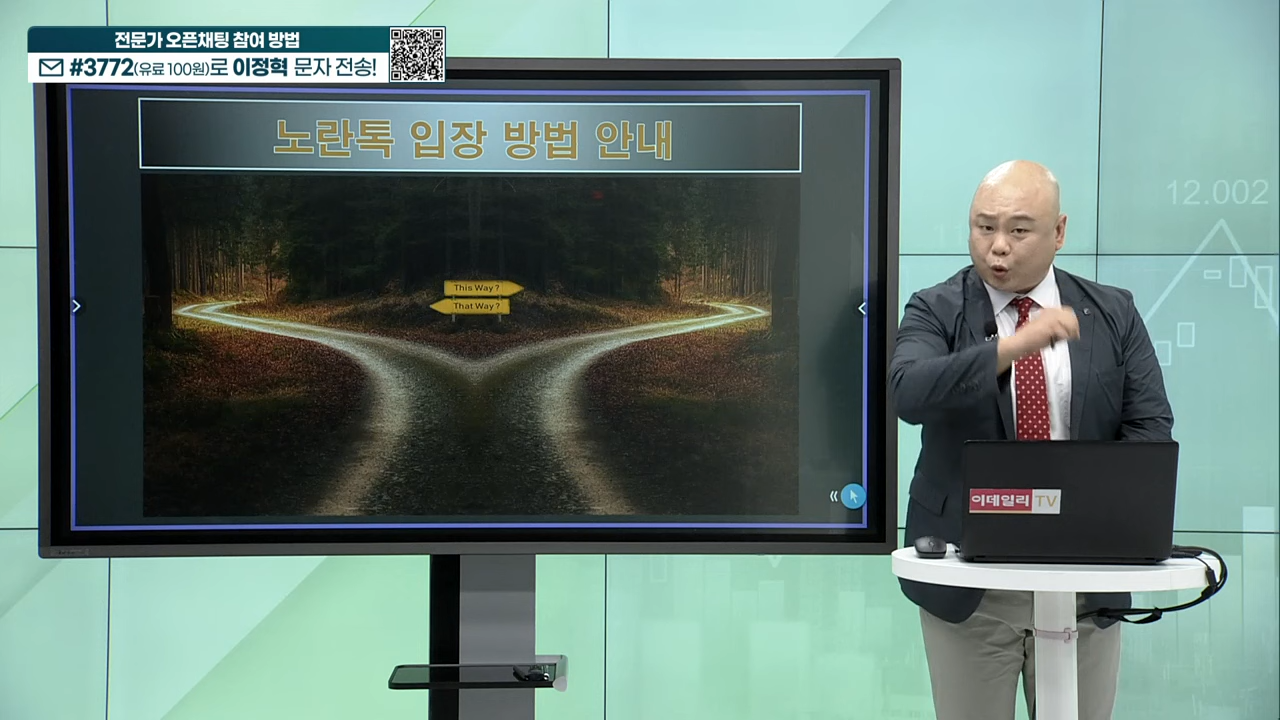 전문가 오픈채팅 참여 방법
#3772(유료 100원)로 이정혁 문자 전송!
노란톡 입장 방법 안내
This Way ?
That Way ?
12.002
이데일리 TV